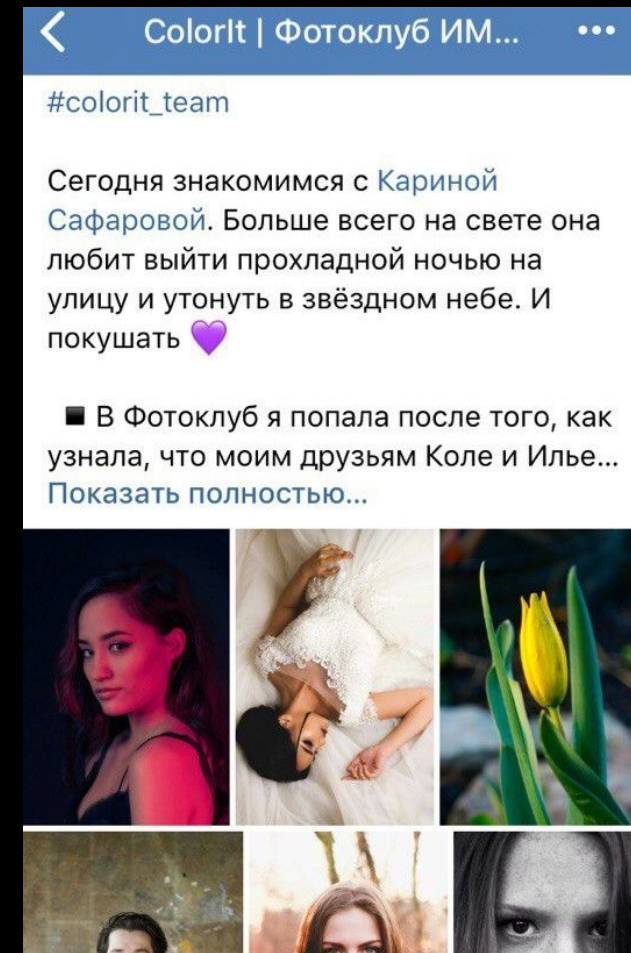 ColorIt | Фотоклуб ИМ...
#colorit_team
Сегодня знакомимся с Кариной
Сафаровой. Больше всего на свете она
любит выйти прохладной ночью на
улицу и утонуть в звёздном небе. И
покушать 💜
▪️ В Фотоклуб я попала после того, как
узнала, что моим друзьям Коле и Илье...
Показать полностью...